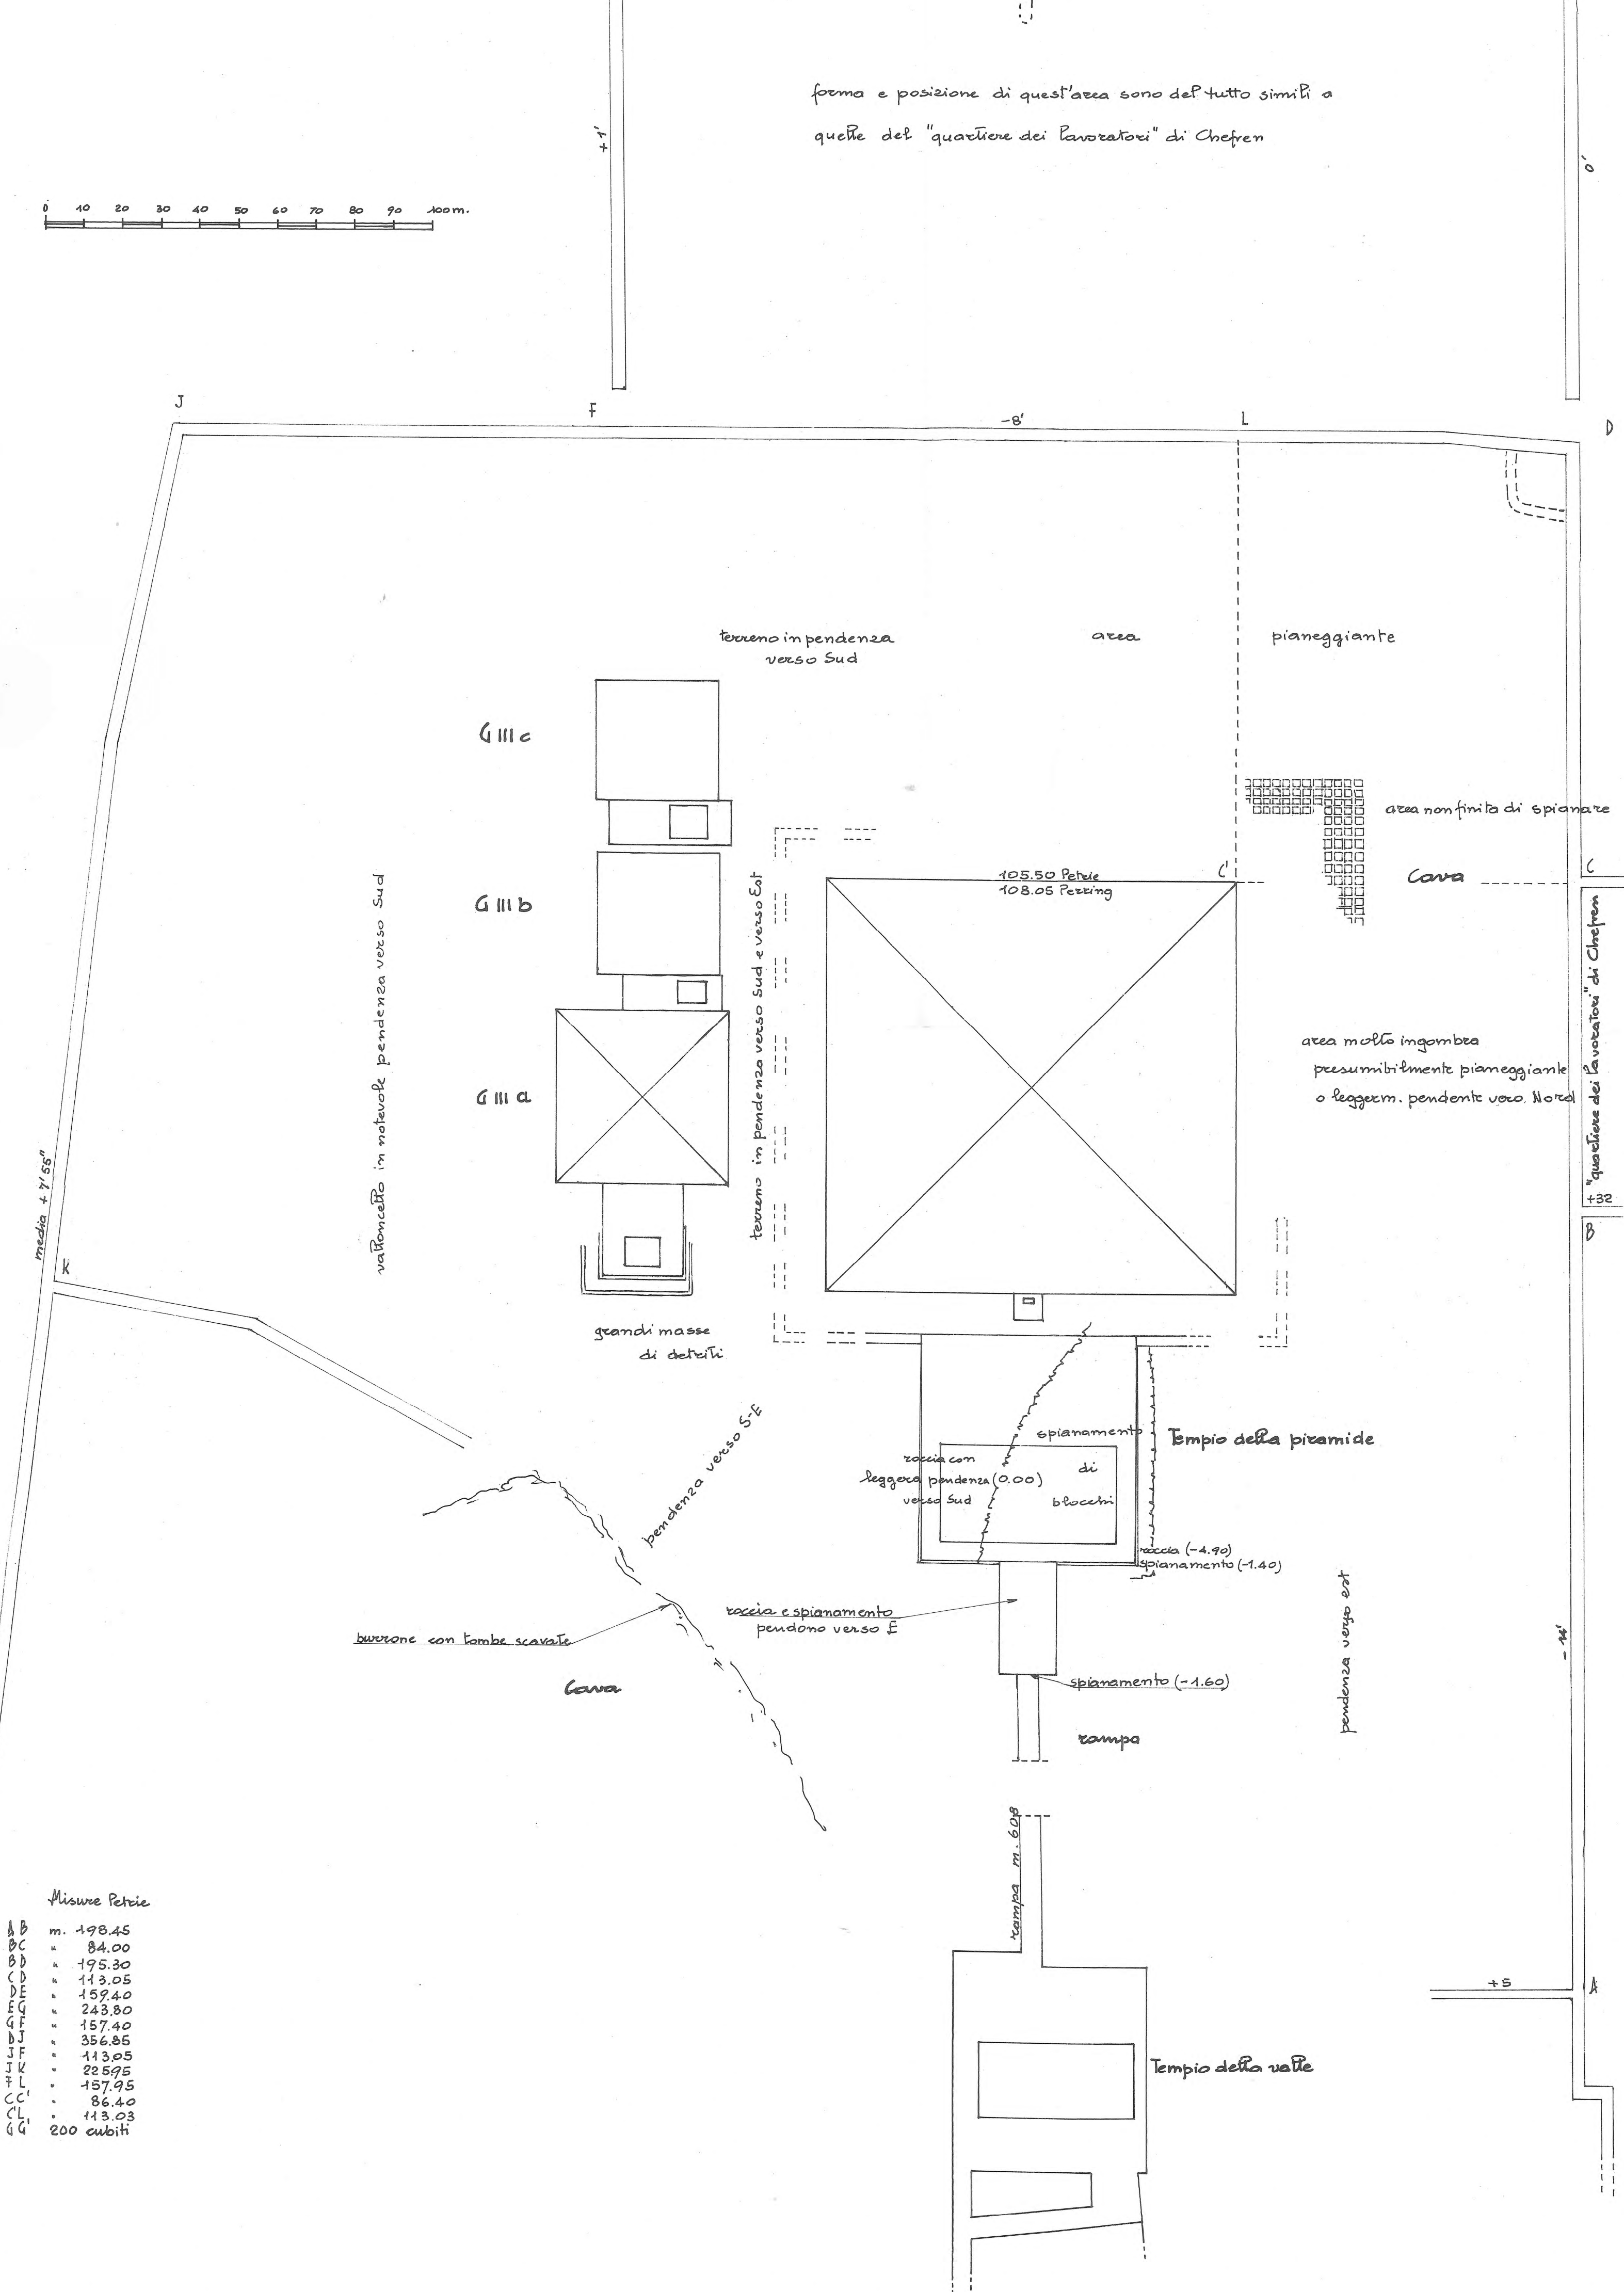 forma e posizione di quest'area sono del tutto simili a
quelle del "quartiere dei lavoratori" di Chefren
+1'
0'
0 10 20 30 40 50 60 70 80 90 100 m.
J
F
-8'
L
D
terreno in pendenza
verso Sud
area
pianeggiante
G III c
area non finita di spianare
105.50 Petrie
108.05 Perring
C'
Cava
C
G III b
valloncello in notevole pendenza verso Sud
terreno in pendenza verso Sud e verso Est
"quartiere dei lavoratori" di Chefren
area molto ingombra
presumibilmente pianeggiante
o leggerm. pendente verso Nord
G III a
+32
B
media + 7' 55"
K
grandi masse
di detriti
pendenza verso S-E
spianamento
di
blocchi
Tempio della piramide
roccia con
leggera pendenza (0.00)
verso Sud
roccia (-4.90)
spianamento (-1.40)
roccia e spianamento
pendono verso E
burrone con tombe scavate
Cava
spianamento (-1.60)
pendenza verso est
-14'
rampa
rampa m. 608
+5
A
Tempio della valle
Misure Petrie
AB m. 198.45
BC " 84.00
BD " 195.30
CD " 113.05
DE " 159.40
EG " 243.80
GF " 157.40
DJ " 356.85
JF " 113.05
JK " 225.95
FL " 157.95
CC' " 86.40
C'L " 113.03
GG' 200 cubiti